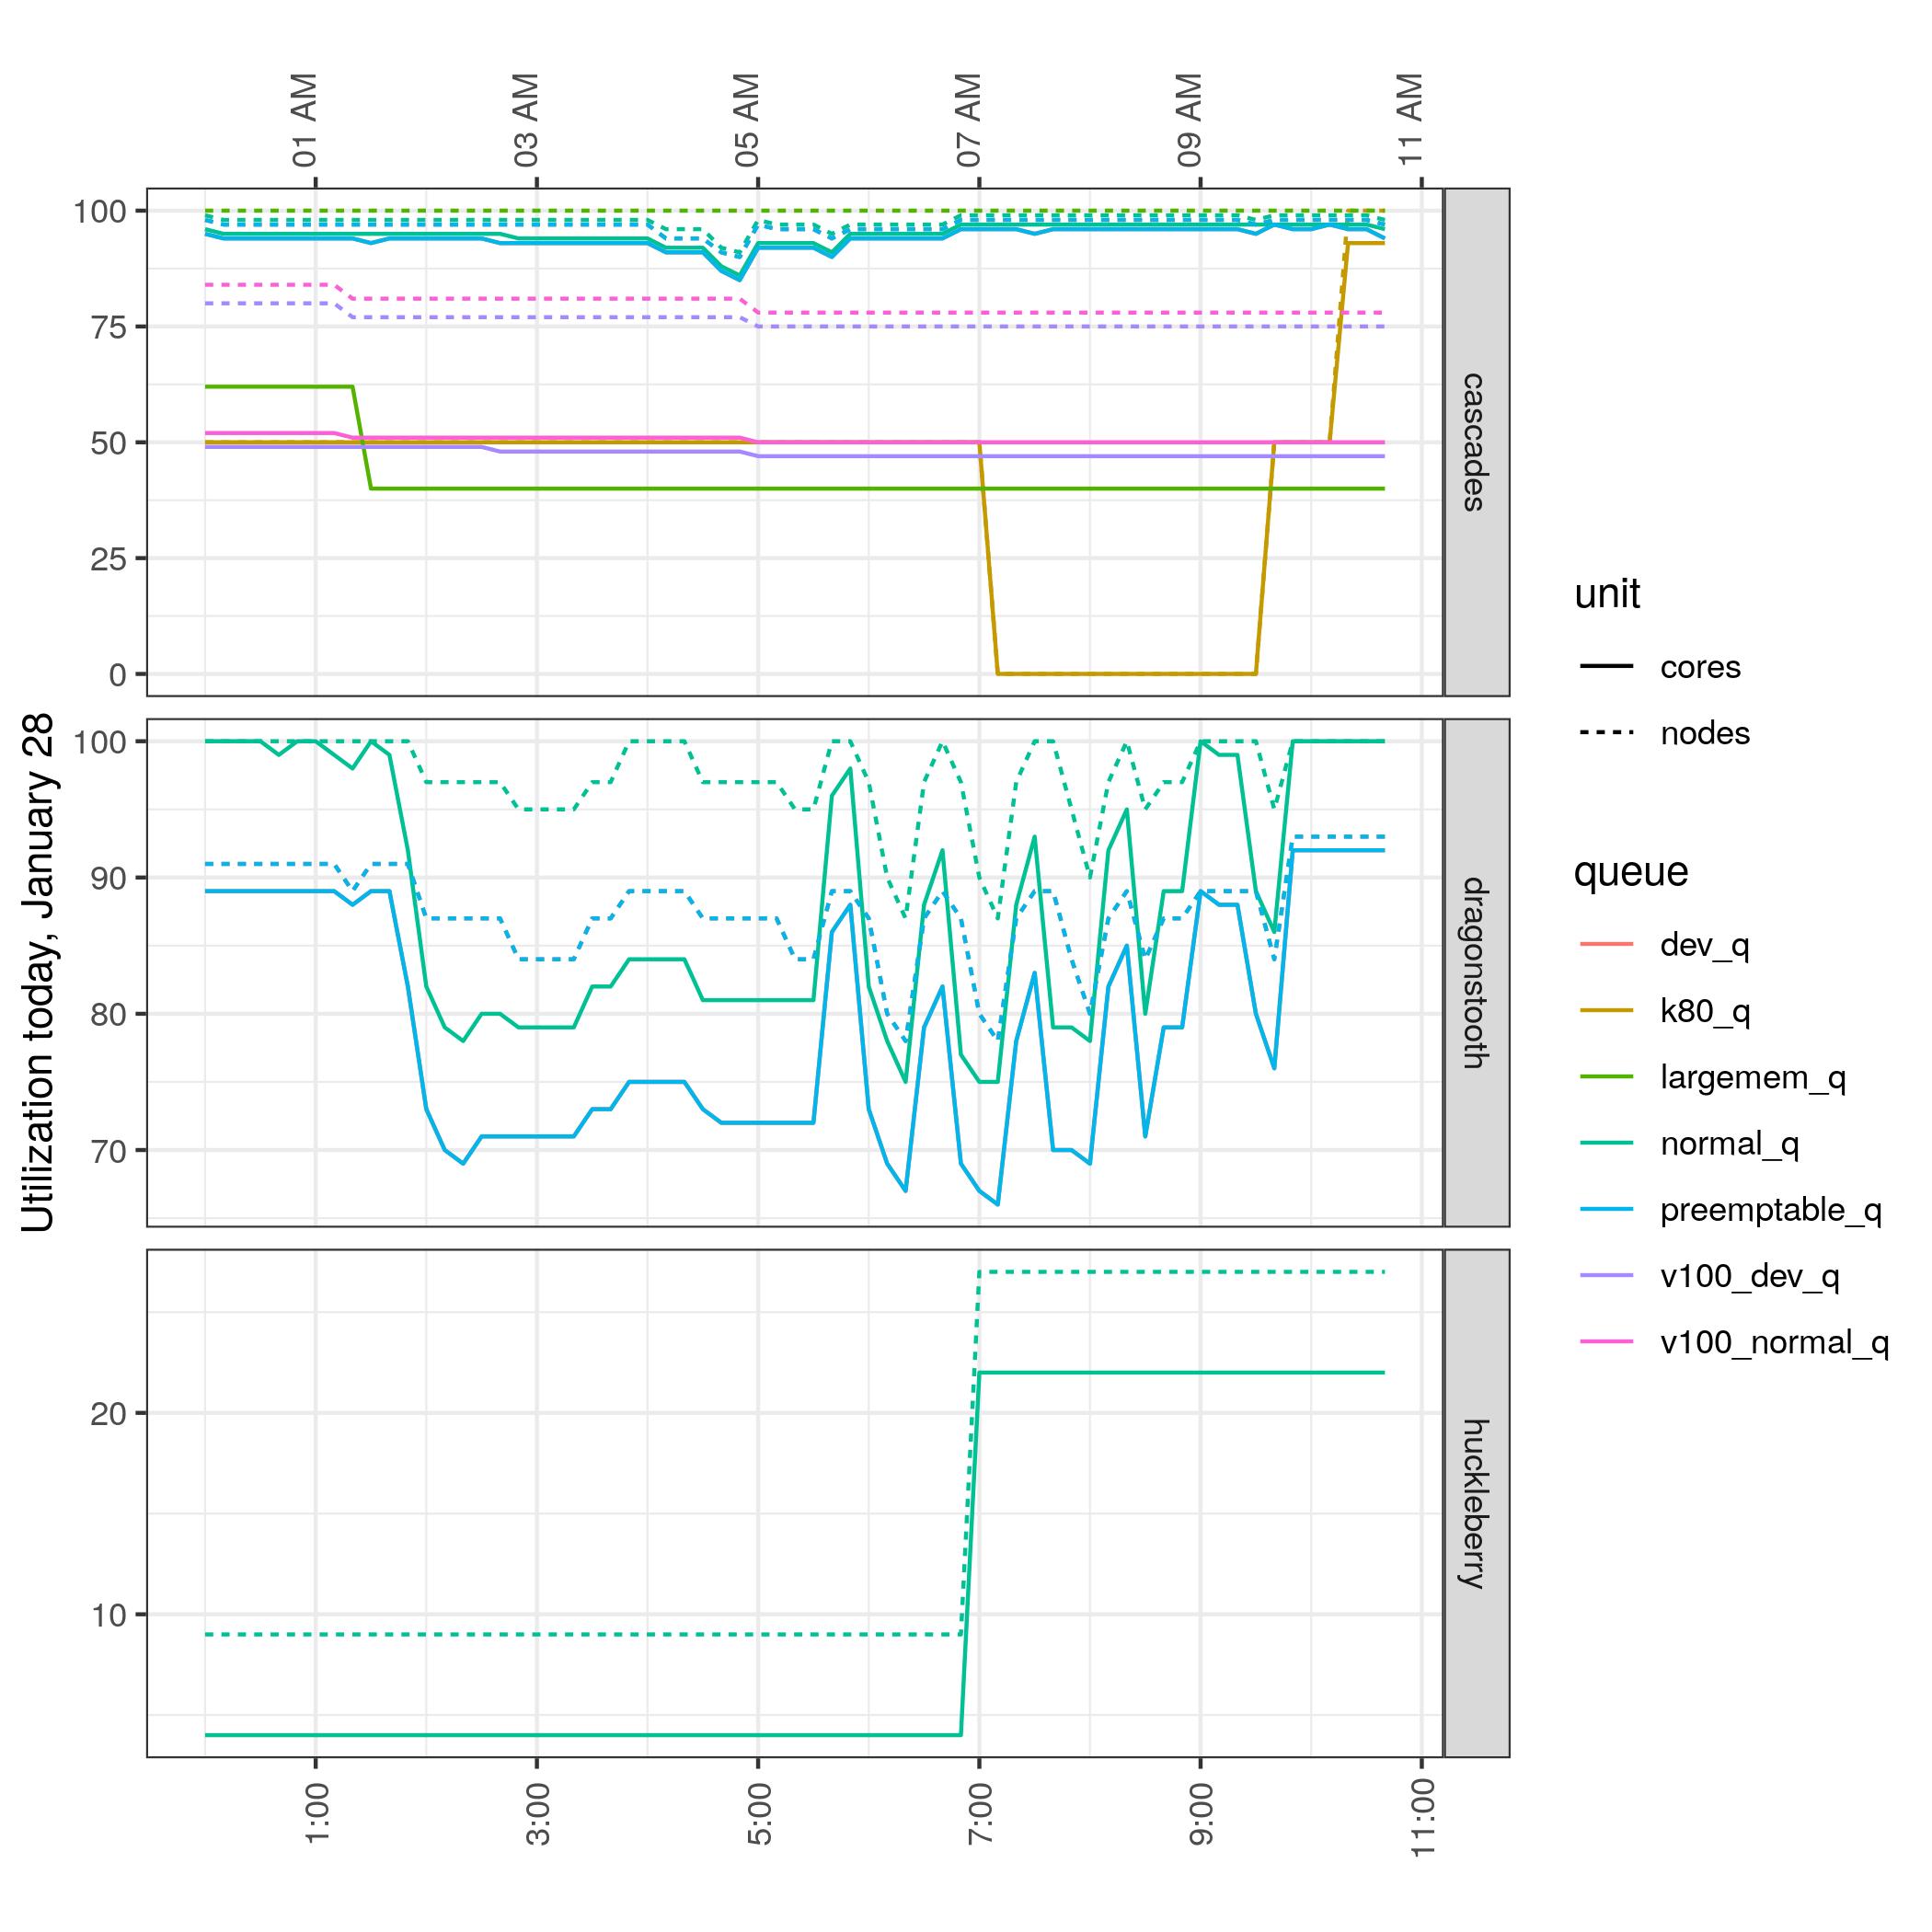 01 AM
03 AM
05 AM
07 AM
09 AM
11 AM
Utilization today, January 28
100
75
50
25
0
cascades
100
90
80
70
dragonstooth
20
10
huckleberry
1:00
3:00
5:00
7:00
9:00
11:00
unit
cores
nodes
queue
dev_q
k80_q
largemem_q
normal_q
preemptable_q
v100_dev_q
v100_normal_q